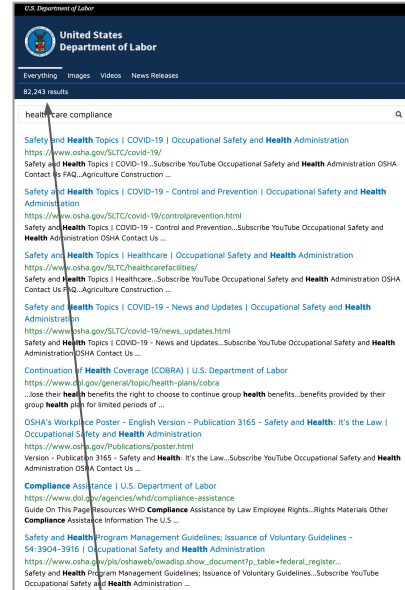 U.S. Department of Labor
United States
Department of Labor
Everything Images Videos News Releases
82,243 results
health care compliance
Safety and Health Topics | COVID-19 | Occupational Safety and Health Administration
https://www.osha.gov/SLTC/covid-19/
Safety and Health Topics | COVID-19...Subscribe YouTube Occupational Safety and Health Administration OSHA
Contact Us FAQ...Agriculture Construction ...
Safety and Health Topics | COVID-19 - Control and Prevention | Occupational Safety and Health
Administration
https://www.osha.gov/SLTC/covid-19/controlprevention.html
Safety and Health Topics | COVID-19 - Control and Prevention...Subscribe YouTube Occupational Safety and
Health Administration OSHA Contact Us ...
Safety and Health Topics | Healthcare | Occupational Safety and Health Administration
https://www.osha.gov/SLTC/healthcarefacilities/
Safety and Health Topics | Healthcare...Subscribe YouTube Occupational Safety and Health Administration OSHA
Contact Us FAQ...Agriculture Construction ...
Safety and Health Topics | COVID-19 - News and Updates | Occupational Safety and Health
Administration
https://www.osha.gov/SLTC/covid-19/news_updates.html
Safety and Health Topics | COVID-19 - News and Updates...Subscribe YouTube Occupational Safety and Health
Administration OSHA Contact Us ...
Continuation of Health Coverage (COBRA) | U.S. Department of Labor
https://www.dol.gov/general/topic/health-plans/cobra
...lose their health benefits the right to choose to continue group health benefits...benefits provided by their
group health plan for limited periods of ...
OSHA's Workplace Poster - English Version - Publication 3165 - Safety and Health: It's the Law |
Occupational Safety and Health Administration
https://www.osha.gov/Publications/poster.html
Version - Publication 3165 - Safety and Health: It's the Law...Subscribe YouTube Occupational Safety and Health
Administration OSHA Contact Us ...
Compliance Assistance | U.S. Department of Labor
https://www.dol.gov/agencies/whd/compliance-assistance
Guide On This Page Resources WHD Compliance Assistance by Law Employee Rights...Rights Materials Other
Compliance Assistance Information The U.S ...
Safety and Health Program Management Guidelines; Issuance of Voluntary Guidelines -
54:3904-3916 | Occupational Safety and Health Administration
https://www.osha.gov/pls/oshaweb/owadisp.show_document?p_table=federal_register...
Safety and Health Program Management Guidelines; Issuance of Voluntary Guidelines...Subscribe YouTube
Occupational Safety and Health Administration ...